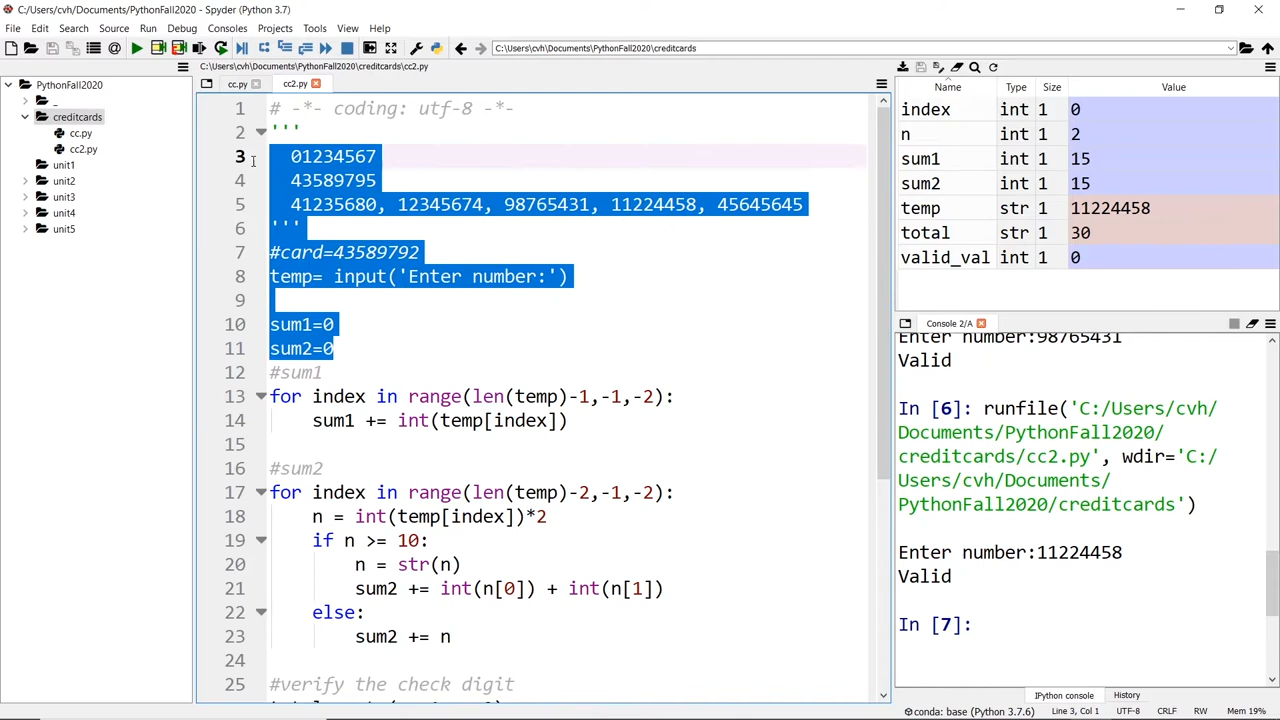 C:\Users\cvh\Documents\PythonFall2020 - Spyder (Python 3.7)
File Edit Search Source Run Debug Consoles Projects Tools View Help
C:\Users\cvh\Documents\PythonFall2020\creditcards
C:\Users\cvh\Documents\PythonFall2020\creditcards\cc2.py
PythonFall2020
_
creditcards
cc.py
cc2.py
unit1
unit2
unit3
unit4
unit5
cc.py cc2.py
1 # -*- coding: utf-8 -*-
2 '''
3 01234567
4 43589795
5 41235680, 12345674, 98765431, 11224458, 45645645
6 '''
7 #card=43589792
8 temp= input('Enter number:')
9
10 sum1=0
11 sum2=0
12 #sum1
13 for index in range(len(temp)-1,-1,-2):
14 sum1 += int(temp[index])
15
16 #sum2
17 for index in range(len(temp)-2,-1,-2):
18 n = int(temp[index])*2
19 if n >= 10:
20 n = str(n)
21 sum2 += int(n[0]) + int(n[1])
22 else:
23 sum2 += n
24
25 #verify the check digit
Name Type Size Value
index int 1 0
n int 1 2
sum1 int 1 15
sum2 int 1 15
temp str 1 11224458
total str 1 30
valid_val int 1 0
Console 2/A
Enter number:98765431
Valid
In [6]: runfile('C:/Users/cvh/
Documents/PythonFall2020/
creditcards/cc2.py', wdir='C:/
Users/cvh/Documents/
PythonFall2020/creditcards')
Enter number:11224458
Valid
In [7]:
IPython console History
conda: base (Python 3.7.6) Line 3, Col 1 UTF-8 CRLF RW Mem 19%